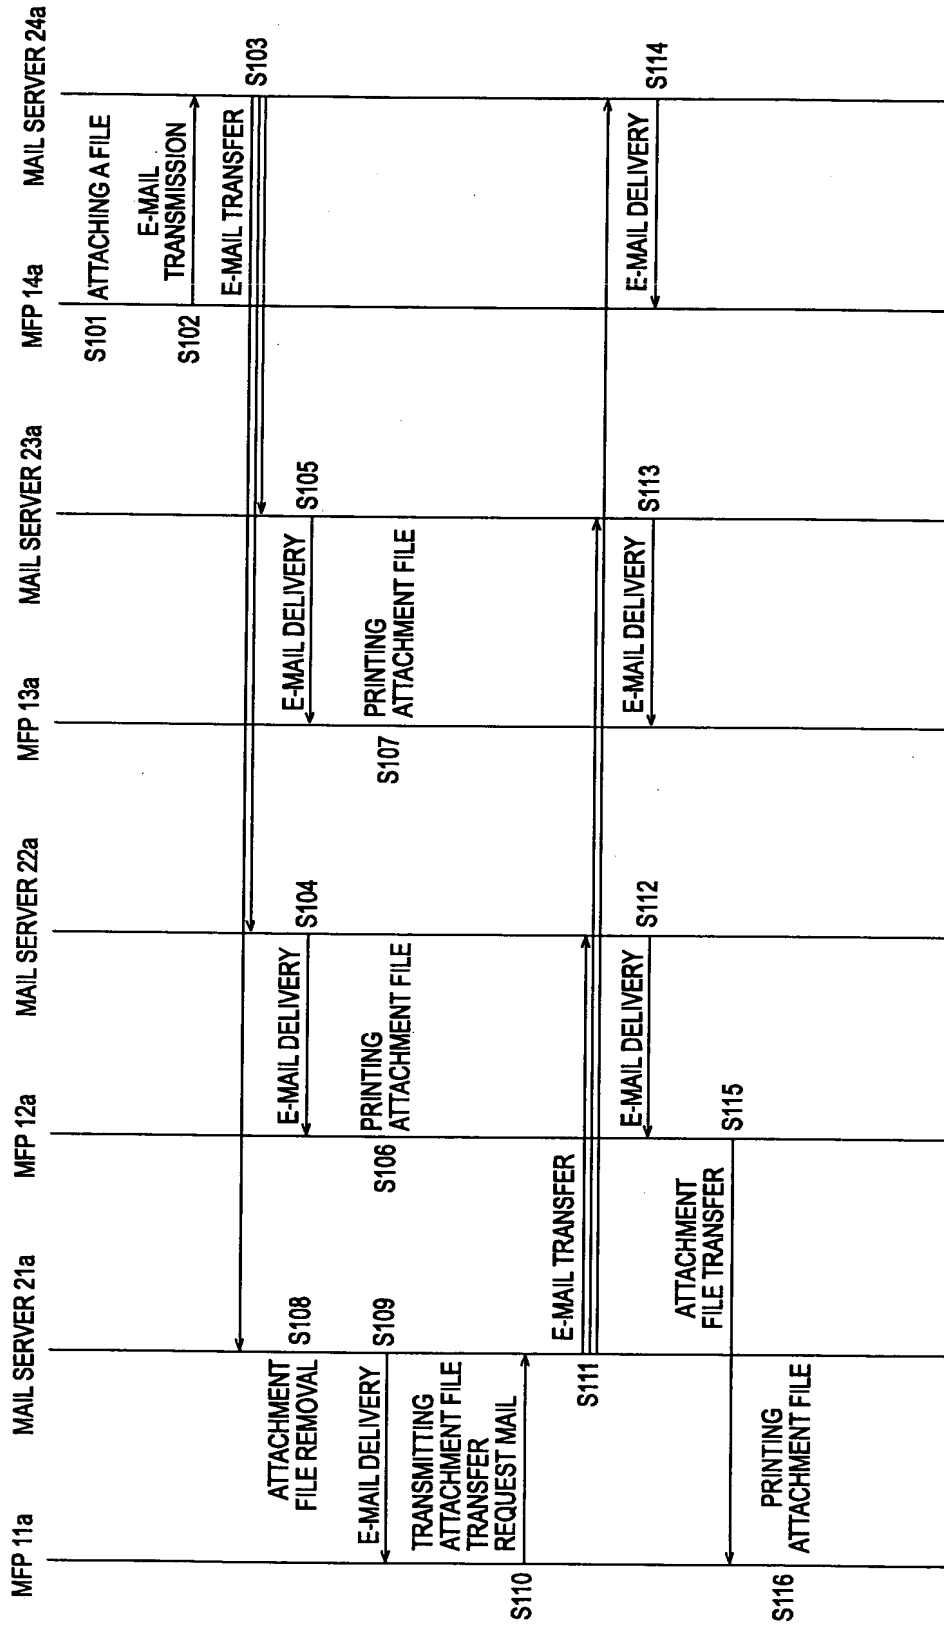 MFP 11a
MAIL SERVER 21a
MFP 12a
MAIL SERVER 22a
MFP 13a
MAIL SERVER 23a
MFP 14a
MAIL SERVER 24a
S101
ATTACHING A FILE
S102
E-MAIL
TRANSMISSION
E-MAIL TRANSFER
S103
ATTACHMENT
FILE REMOVAL
S108
E-MAIL DELIVERY
S104
E-MAIL DELIVERY
S105
E-MAIL DELIVERY
S109
S106
PRINTING
ATTACHMENT FILE
S107
PRINTING
ATTACHMENT FILE
S110
TRANSMITTING
ATTACHMENT FILE
TRANSFER
REQUEST MAIL
S111
E-MAIL TRANSFER
E-MAIL DELIVERY
S112
E-MAIL DELIVERY
S113
E-MAIL DELIVERY
S114
ATTACHMENT
FILE TRANSFER
S115
S116
PRINTING
ATTACHMENT FILE